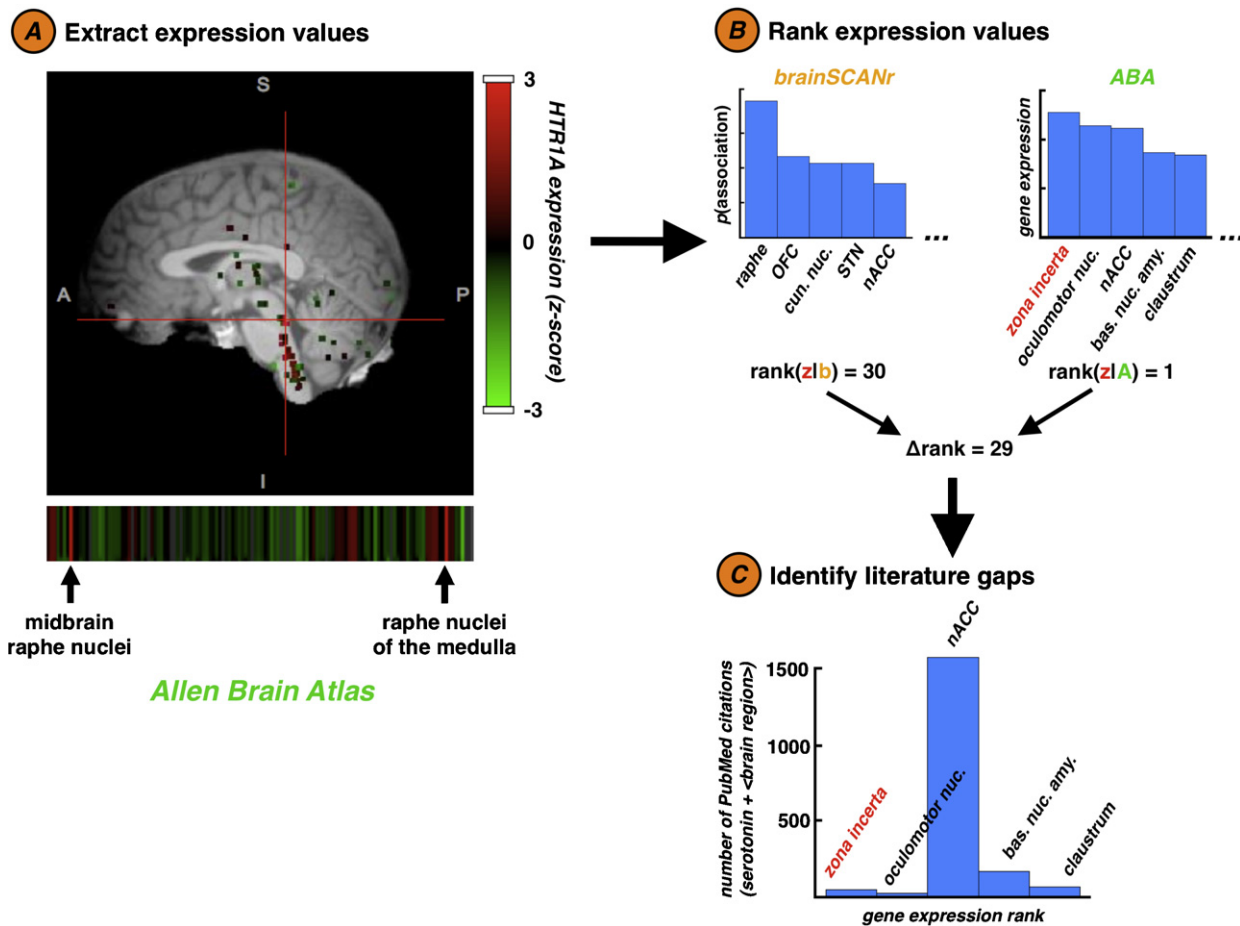 A Extract expression values
S
A
P
I
3
0
-3
HTR1A expression (z-score)
midbrain
raphe nuclei
raphe nuclei
of the medulla
Allen Brain Atlas
B Rank expression values
brainSCANr
p(association)
raphe
OFC
cun. nuc.
STN
nACC
...
ABA
gene expression
zona incerta
oculomotor nuc.
nACC
bas. nuc. amy.
claustrum
...
rank(z|b) = 30
rank(z|A) = 1
Δrank = 29
C Identify literature gaps
number of PubMed citations
(serotonin + <brain region>)
1500
1000
500
zona incerta
oculomotor nuc.
nACC
bas. nuc. amy.
claustrum
gene expression rank